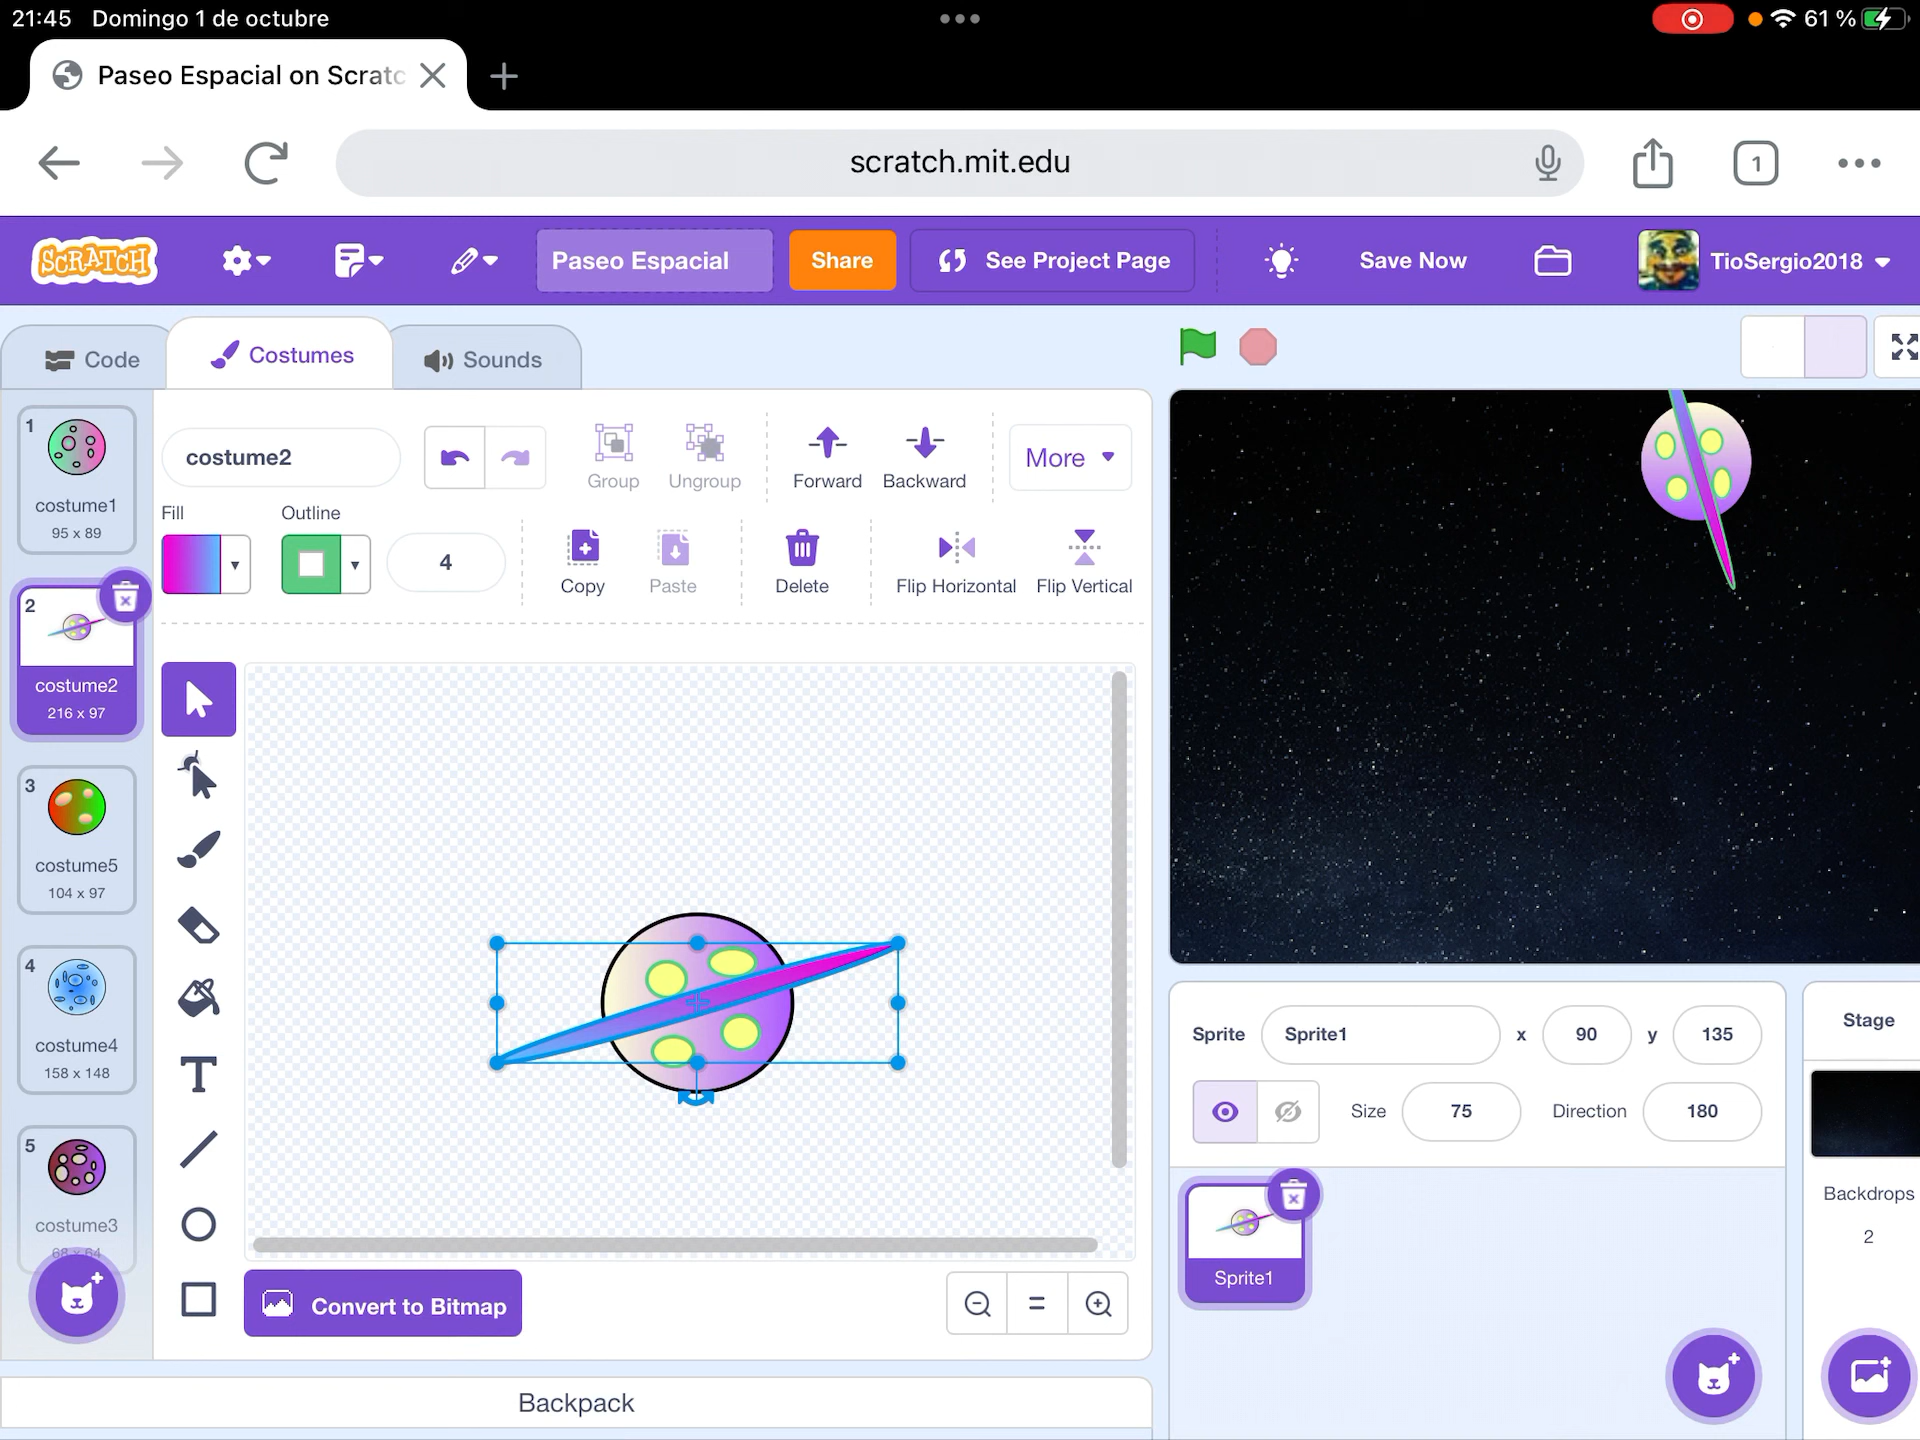 21:45 Domingo 1 de octubre
61 %
Paseo Espacial on Scratc
scratch.mit.edu
1
SCRATCH
Paseo Espacial
Share
See Project Page
Save Now
TioSergio2018
Code
Costumes
Sounds
1
costume1
95 x 89
2
costume2
216 x 97
3
costume5
104 x 97
4
costume4
158 x 148
5
costume3
68 x 64
costume2
Group
Ungroup
Forward
Backward
More
Fill
Outline
4
Copy
Paste
Delete
Flip Horizontal
Flip Vertical
T
Convert to Bitmap
=
Backpack
Sprite
Sprite1
x
90
y
135
Size
75
Direction
180
Sprite1
Stage
Backdrops
2